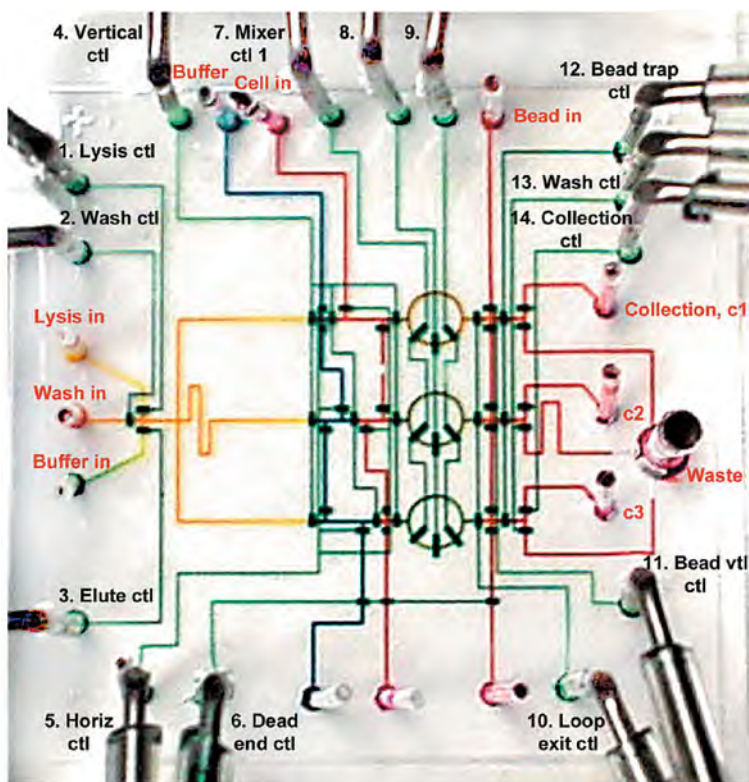 4. Vertical
ctl
7. Mixer
ctl 1
8.
9.
Buffer
Cell in
12. Bead trap
ctl
Bead in
1. Lysis ctl
13. Wash ctl
2. Wash ctl
14. Collection
ctl
Lysis in
Collection, c1
Wash in
c2
Buffer in
Waste
c3
11. Bead vtl
ctl
3. Elute ctl
5. Horiz
ctl
6. Dead
end ctl
10. Loop
exit ctl